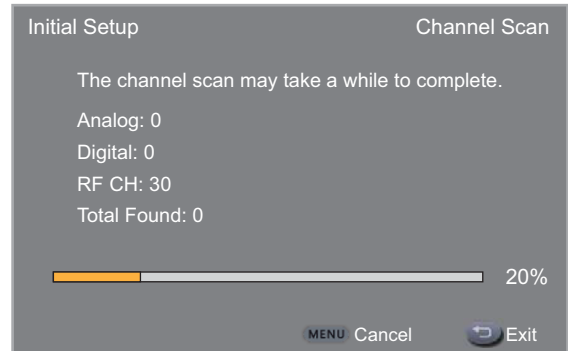 Initial Setup Channel Scan
The channel scan may take a while to complete.
Analog: 0
Digital: 0
RF CH: 30
Total Found: 0
20%
MENU Cancel Exit